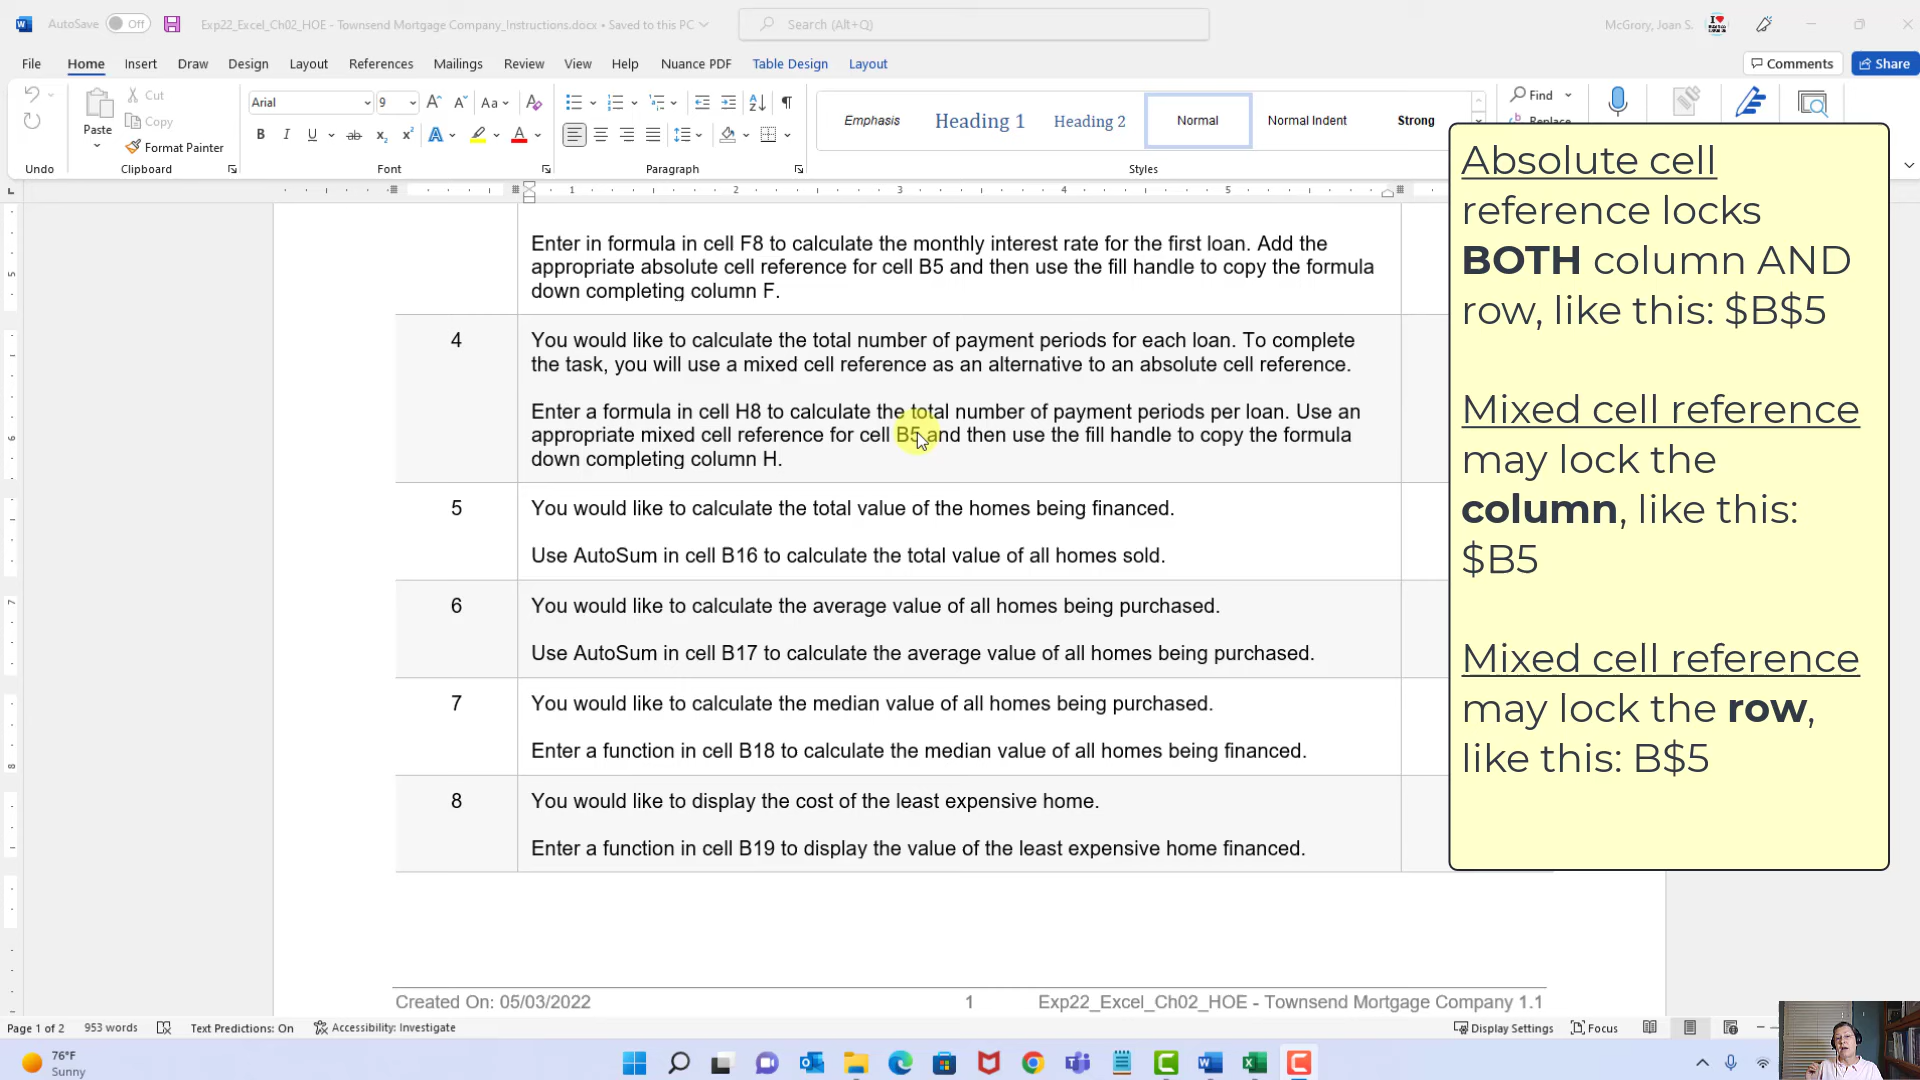 AutoSave Off Exp22_Excel_Ch02_HOE - Townsend Mortgage Company_Instructions.docx • Saved to this PC Search (Alt+Q) McGrory, Joan S.
File Home Insert Draw Design Layout References Mailings Review View Help Nuance PDF Table Design Layout Comments Share
Paste Cut Copy Format Painter
Arial 9
Emphasis Heading 1 Heading 2 Normal Normal Indent Strong
Find
Replace
Undo Clipboard Font Paragraph Styles
Enter in formula in cell F8 to calculate the monthly interest rate for the first loan. Add the
appropriate absolute cell reference for cell B5 and then use the fill handle to copy the formula
down completing column F.
4 You would like to calculate the total number of payment periods for each loan. To complete
the task, you will use a mixed cell reference as an alternative to an absolute cell reference.
Enter a formula in cell H8 to calculate the total number of payment periods per loan. Use an
appropriate mixed cell reference for cell B5 and then use the fill handle to copy the formula
down completing column H.
5 You would like to calculate the total value of the homes being financed.
Use AutoSum in cell B16 to calculate the total value of all homes sold.
6 You would like to calculate the average value of all homes being purchased.
Use AutoSum in cell B17 to calculate the average value of all homes being purchased.
7 You would like to calculate the median value of all homes being purchased.
Enter a function in cell B18 to calculate the median value of all homes being financed.
8 You would like to display the cost of the least expensive home.
Enter a function in cell B19 to display the value of the least expensive home financed.
Absolute cell
reference locks
BOTH column AND
row, like this: $B$5
Mixed cell reference
may lock the
column, like this:
$B5
Mixed cell reference
may lock the row,
like this: B$5
Created On: 05/03/2022 1 Exp22_Excel_Ch02_HOE - Townsend Mortgage Company 1.1
Page 1 of 2 953 words Text Predictions: On Accessibility: Investigate Display Settings Focus
76°F
Sunny